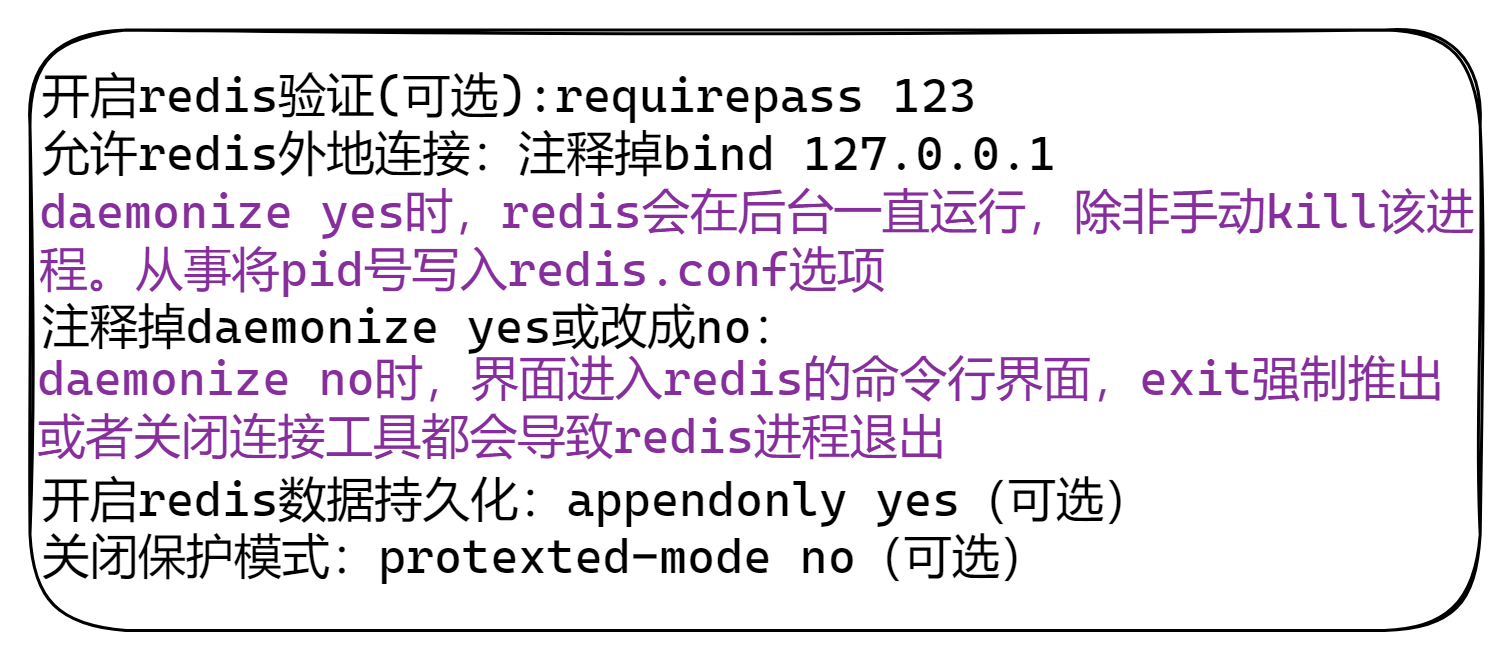 开启redis验证(可选):requirepass 123
允许redis外地连接：注释掉bind 127.0.0.1
daemonize yes时，redis会在后台一直运行，除非手动kill该进
程。从事将pid号写入redis.conf选项
注释掉daemonize yes或改成no：
daemonize no时，界面进入redis的命令行界面，exit强制推出
或者关闭连接工具都会导致redis进程退出
开启redis数据持久化：appendonly yes（可选）
关闭保护模式：protexted-mode no（可选）